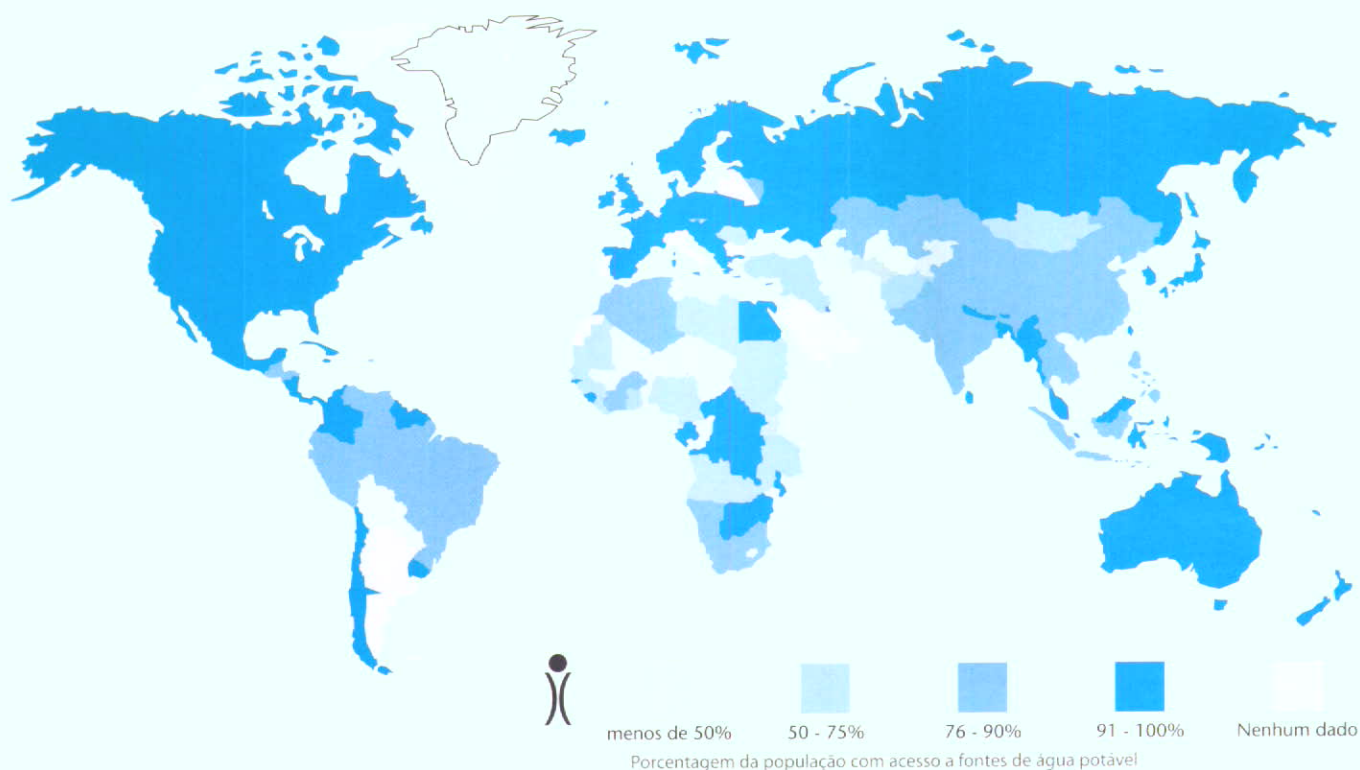 menos de 50%
50 - 75%
76 - 90%
91 - 100%
Nenhum dado
Porcentagem da população com acesso a fontes de água potável